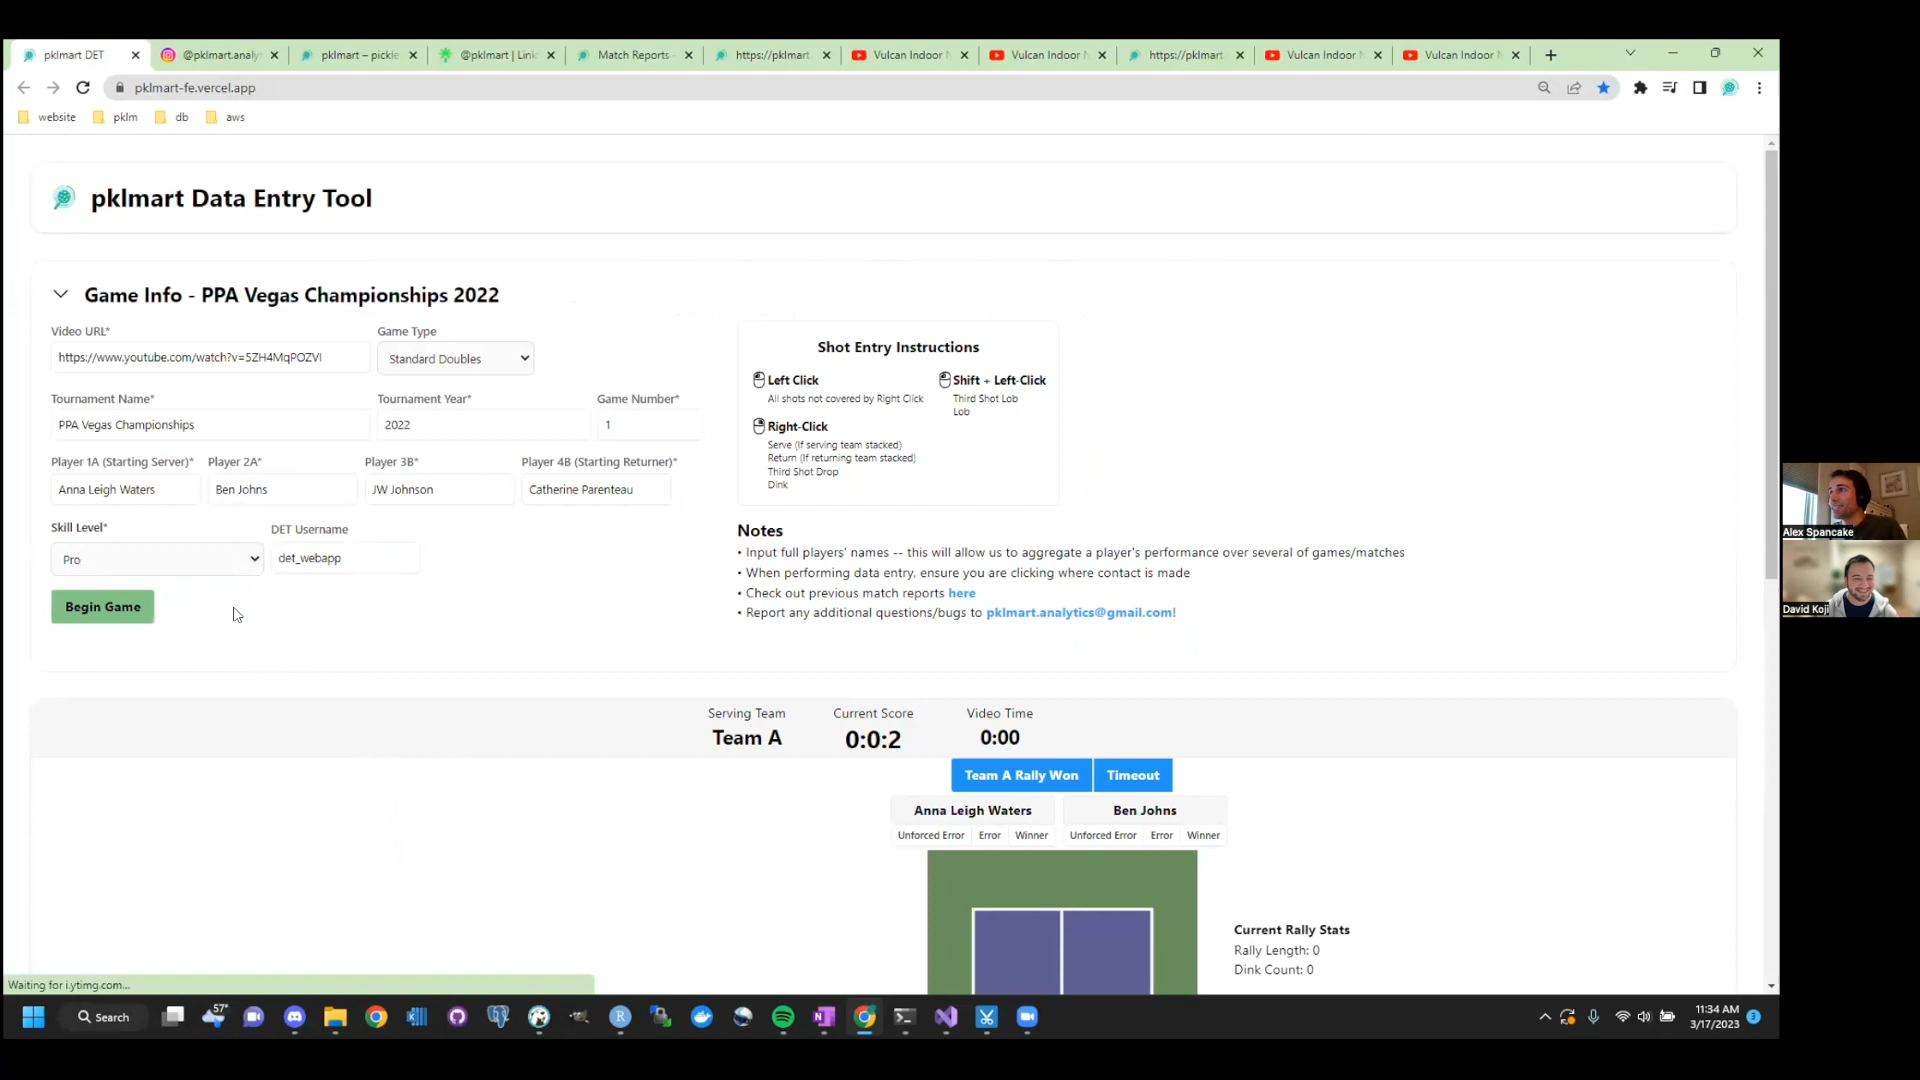 pklmart DET
@pklmart.analy
pklmart – pickle
@pklmart | Link
Match Reports -
https://pklmart.
Vulcan Indoor N
Vulcan Indoor N
https://pklmart.
Vulcan Indoor N
Vulcan Indoor N
pklmart-fe.vercel.app
website
pklm
db
aws
pklmart Data Entry Tool
Game Info - PPA Vegas Championships 2022
Video URL*
Game Type
https://www.youtube.com/watch?v=5ZH4MqPOZVI
Standard Doubles
Tournament Name*
Tournament Year*
Game Number*
PPA Vegas Championships
2022
1
Player 1A (Starting Server)*
Player 2A*
Player 3B*
Player 4B (Starting Returner)*
Anna Leigh Waters
Ben Johns
JW Johnson
Catherine Parenteau
Skill Level*
DET Username
Pro
det_webapp
Begin Game
Shot Entry Instructions
Left Click
All shots not covered by Right Click
Shift + Left-Click
Third Shot Lob
Lob
Right-Click
Serve (If serving team stacked)
Return (If returning team stacked)
Third Shot Drop
Dink
Notes
• Input full players' names -- this will allow us to aggregate a player's performance over several of games/matches
• When performing data entry, ensure you are clicking where contact is made
• Check out previous match reports here
• Report any additional questions/bugs to pklmart.analytics@gmail.com!
Serving Team
Current Score
Video Time
Team A
0:0:2
0:00
Team A Rally Won
Timeout
Anna Leigh Waters
Ben Johns
Unforced Error
Error
Winner
Unforced Error
Error
Winner
Current Rally Stats
Rally Length: 0
Dink Count: 0
Waiting for i.ytimg.com...
Search
57°
11:34 AM
3/17/2023
3
Alex Spancake
David Koji